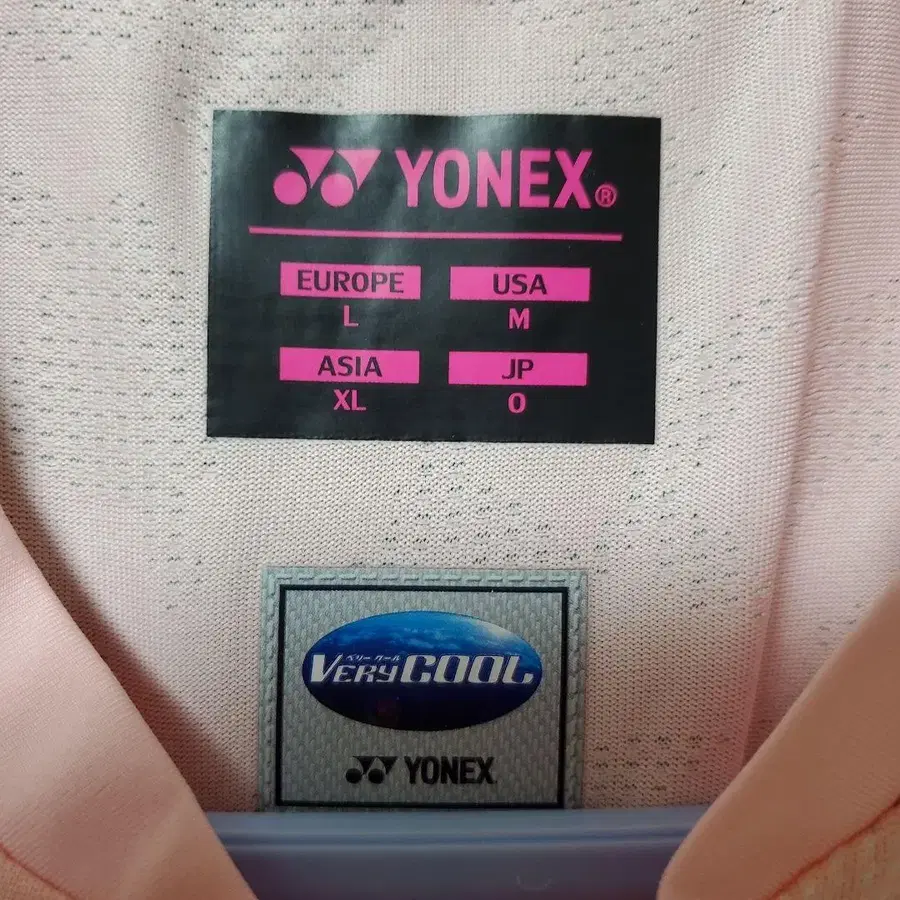 YONEX®
EUROPE USA
L M
ASIA JP
XL O
ベリークール
VERYCOOL
YONEX